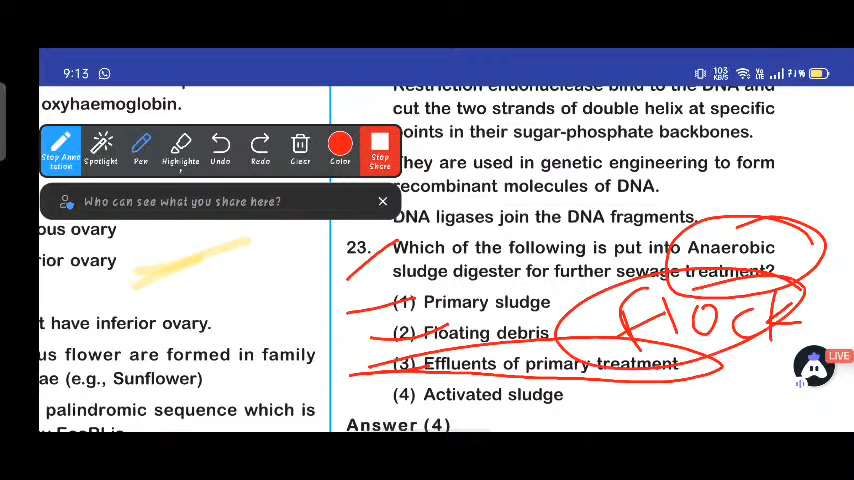 9:13
103 KB/S
Vo LTE
71%
oxyhaemoglobin.
ous ovary
rior ovary
t have inferior ovary.
us flower are formed in family
ae (e.g., Sunflower)
palindromic sequence which is
Stop Annotation
Spotlight
Pen
Highlighter
Undo
Redo
Clear
Color
Stop Share
Who can see what you share here?
Restriction endonuclease bind to the DNA and
cut the two strands of double helix at specific
points in their sugar-phosphate backbones.
They are used in genetic engineering to form
recombinant molecules of DNA.
DNA ligases join the DNA fragments.
23. Which of the following is put into Anaerobic
sludge digester for further sewage treatment?
(1) Primary sludge
(2) Floating debris
(3) Effluents of primary treatment
(4) Activated sludge
Answer (4)
Flock
LIVE